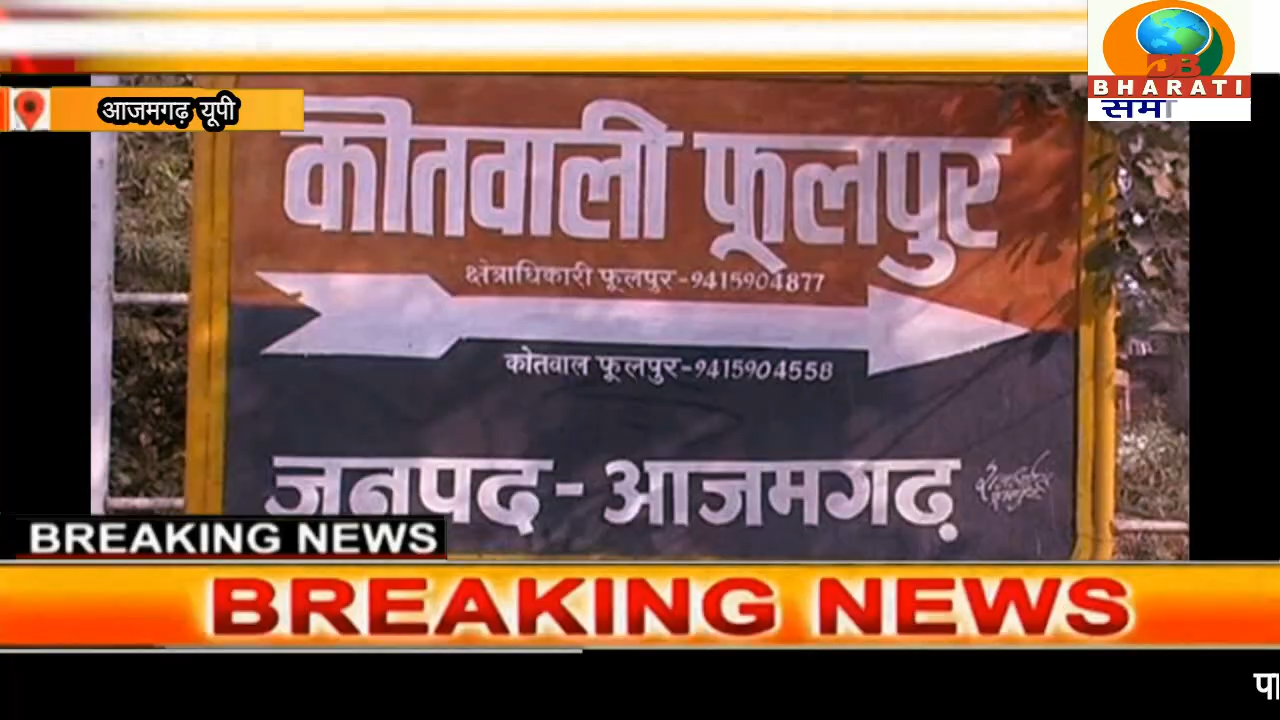 BHARATI
समा
आजमगढ़ यूपी
कोतवाली फूलपुर
क्षेत्राधिकारी फूलपुर-9415904877
कोतवाल फूलपुर-9415904558
जनपद-आजमगढ़
BREAKING NEWS
BREAKING NEWS
पा